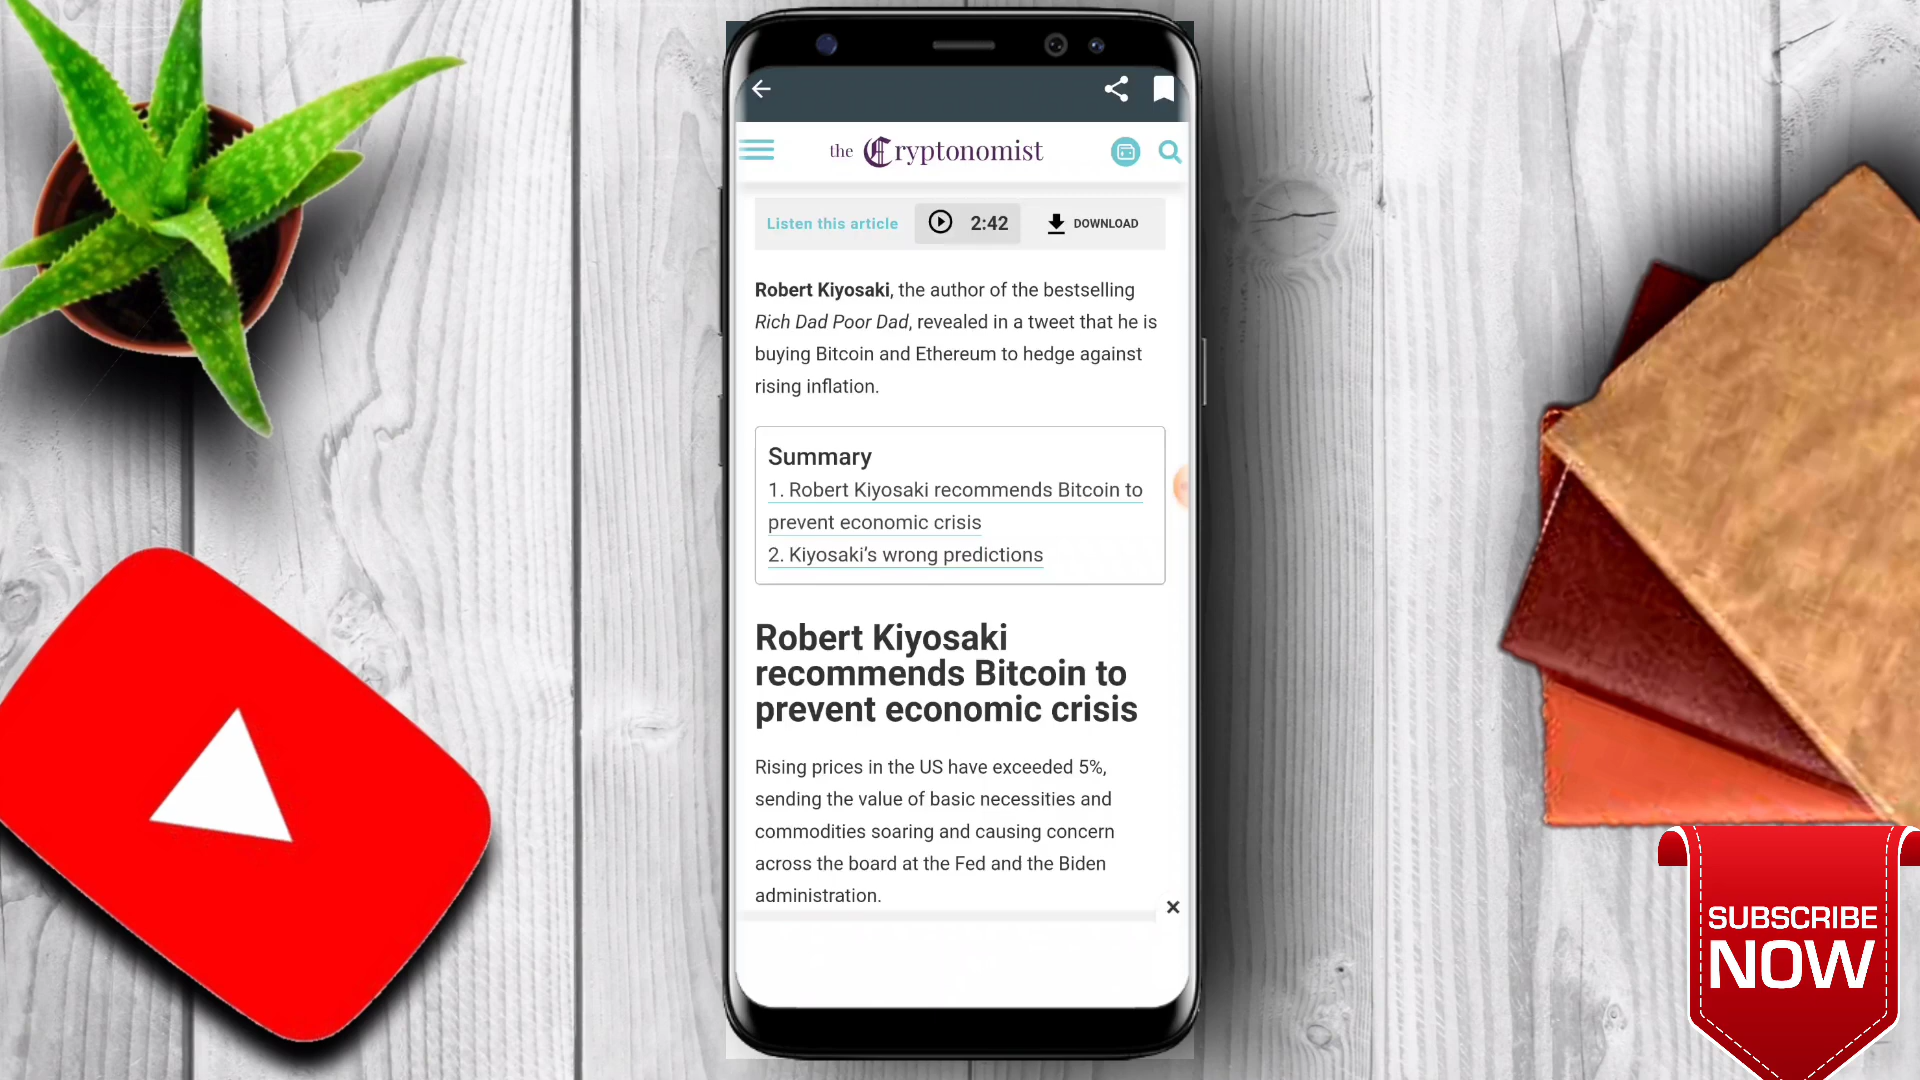 the Cryptonomist
Listen this article
2:42
DOWNLOAD
Robert Kiyosaki, the author of the bestselling
Rich Dad Poor Dad, revealed in a tweet that he is
buying Bitcoin and Ethereum to hedge against
rising inflation.
Summary
1. Robert Kiyosaki recommends Bitcoin to
prevent economic crisis
2. Kiyosaki’s wrong predictions
Robert Kiyosaki
recommends Bitcoin to
prevent economic crisis
Rising prices in the US have exceeded 5%,
sending the value of basic necessities and
commodities soaring and causing concern
across the board at the Fed and the Biden
administration.
SUBSCRIBE
NOW